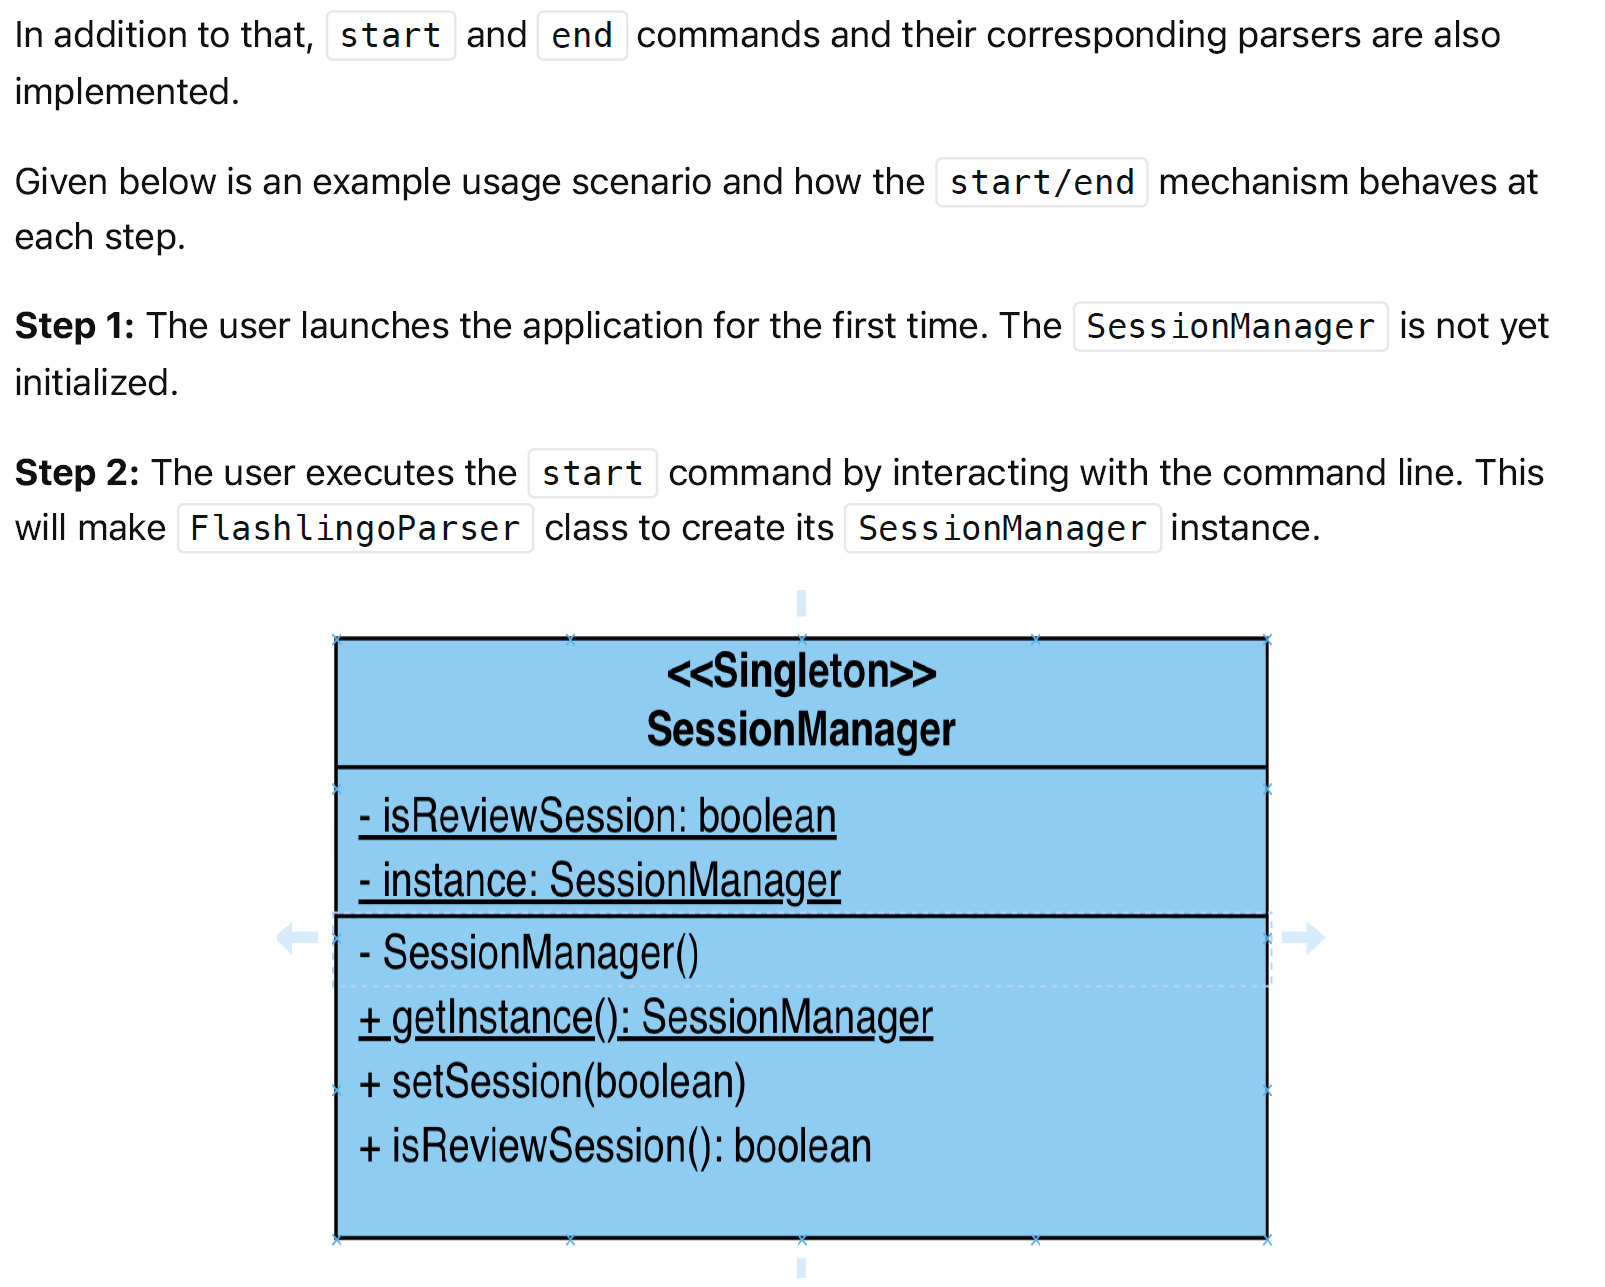 In addition to that, start and end commands and their corresponding parsers are also
implemented.
Given below is an example usage scenario and how the start/end mechanism behaves at
each step.
Step 1: The user launches the application for the first time. The SessionManager is not yet
initialized.
Step 2: The user executes the start command by interacting with the command line. This
will make FlashlingoParser class to create its SessionManager instance.
<<Singleton>>
SessionManager
- isReviewSession: boolean
- instance: SessionManager
- SessionManager()
+ getInstance(): SessionManager
+ setSession(boolean)
+ isReviewSession(): boolean